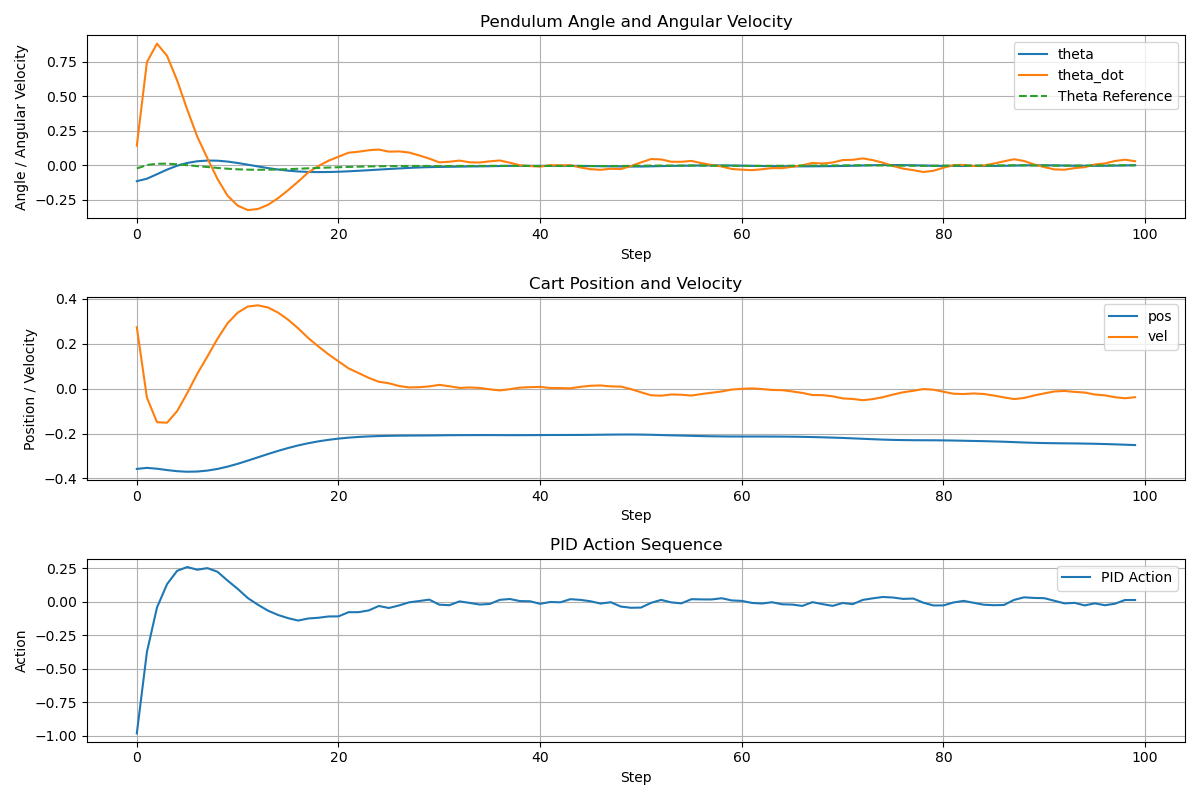 Pendulum Angle and Angular Velocity
Angle / Angular Velocity
0.75
0.50
0.25
0.00
−0.25
theta
theta_dot
Theta Reference
0 20 40 60 80 100
Step
Cart Position and Velocity
Position / Velocity
0.4
0.2
0.0
−0.2
−0.4
pos
vel
0 20 40 60 80 100
Step
PID Action Sequence
Action
0.25
0.00
−0.25
−0.50
−0.75
−1.00
PID Action
0 20 40 60 80 100
Step